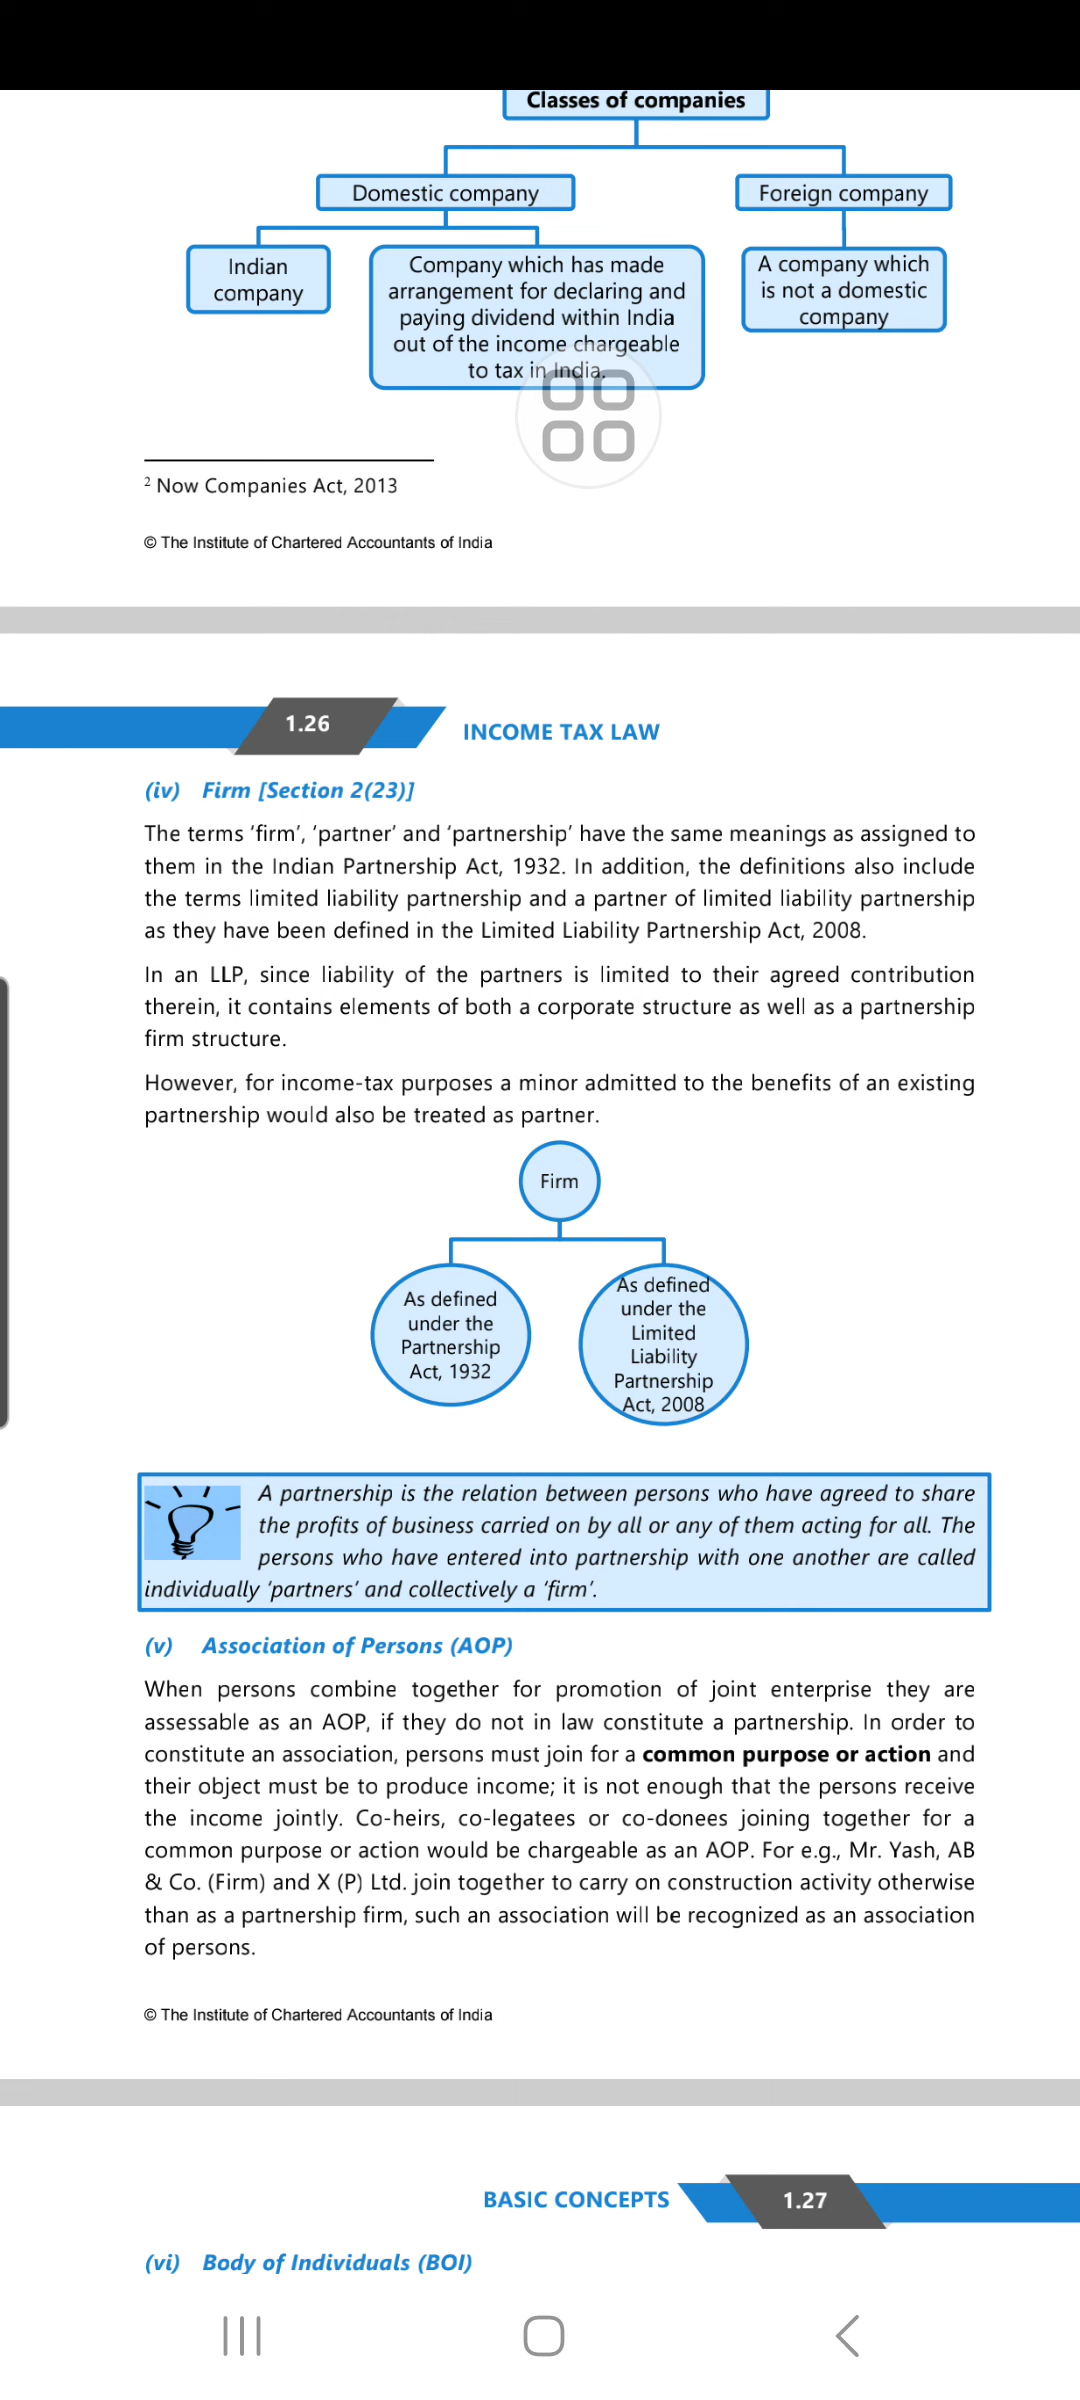 Classes of companies
Domestic company
Foreign company
Indian
company
Company which has made
arrangement for declaring and
paying dividend within India
out of the income chargeable
to tax in India.
A company which
is not a domestic
company
2 Now Companies Act, 2013
© The Institute of Chartered Accountants of India
1.26
INCOME TAX LAW
(iv) Firm [Section 2(23)]
The terms ‘firm’, ‘partner’ and ‘partnership’ have the same meanings as assigned to
them in the Indian Partnership Act, 1932. In addition, the definitions also include
the terms limited liability partnership and a partner of limited liability partnership
as they have been defined in the Limited Liability Partnership Act, 2008.
In an LLP, since liability of the partners is limited to their agreed contribution
therein, it contains elements of both a corporate structure as well as a partnership
firm structure.
However, for income-tax purposes a minor admitted to the benefits of an existing
partnership would also be treated as partner.
Firm
As defined
under the
Partnership
Act, 1932
As defined
under the
Limited
Liability
Partnership
Act, 2008
A partnership is the relation between persons who have agreed to share
the profits of business carried on by all or any of them acting for all. The
persons who have entered into partnership with one another are called
individually ‘partners’ and collectively a ‘firm’.
(v) Association of Persons (AOP)
When persons combine together for promotion of joint enterprise they are
assessable as an AOP, if they do not in law constitute a partnership. In order to
constitute an association, persons must join for a common purpose or action and
their object must be to produce income; it is not enough that the persons receive
the income jointly. Co-heirs, co-legatees or co-donees joining together for a
common purpose or action would be chargeable as an AOP. For e.g., Mr. Yash, AB
& Co. (Firm) and X (P) Ltd. join together to carry on construction activity otherwise
than as a partnership firm, such an association will be recognized as an association
of persons.
© The Institute of Chartered Accountants of India
BASIC CONCEPTS
1.27
(vi) Body of Individuals (BOI)